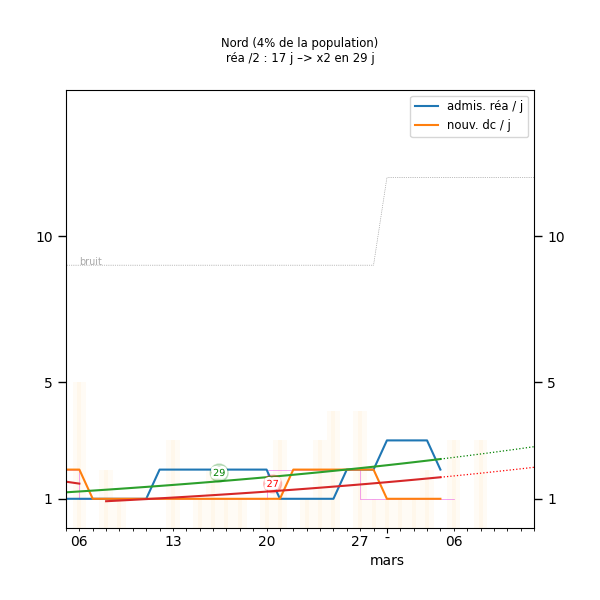 Nord (4% de la population)
réa /2 : 17 j –> x2 en 29 j
admis. réa / j
nouv. dc / j
10
10
bruit
5
5
29
27
1
1
06
13
20
27
-
06
mars